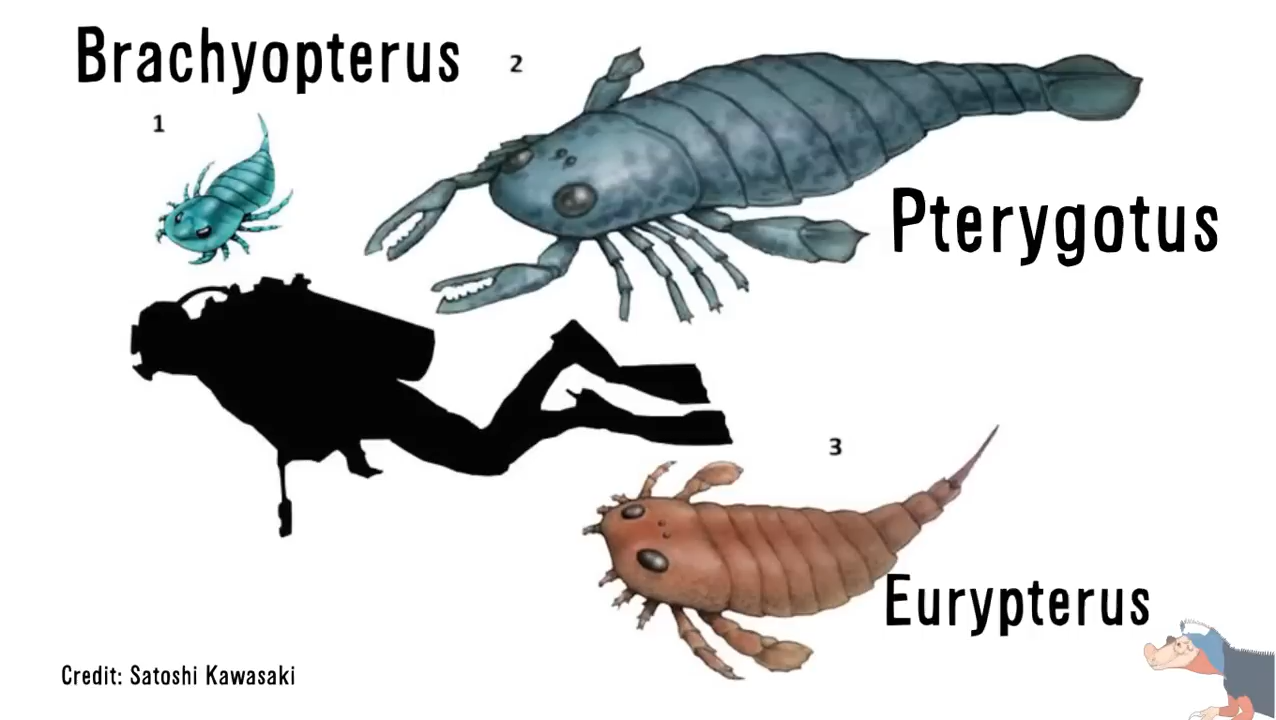 Brachyopterus
2
1
Pterygotus
3
Eurypterus
Credit: Satoshi Kawasaki